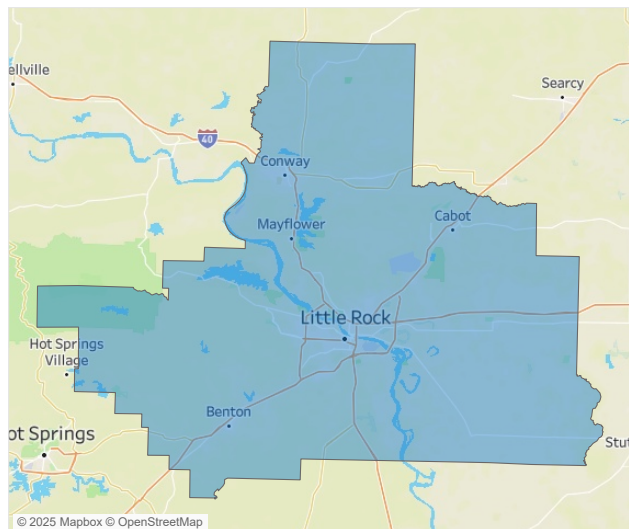 ellville
Searcy
40
Conway
Mayflower
Cabot
Little Rock
Hot Springs
Village
Benton
ot Springs
Stut
© 2025 Mapbox © OpenStreetMap